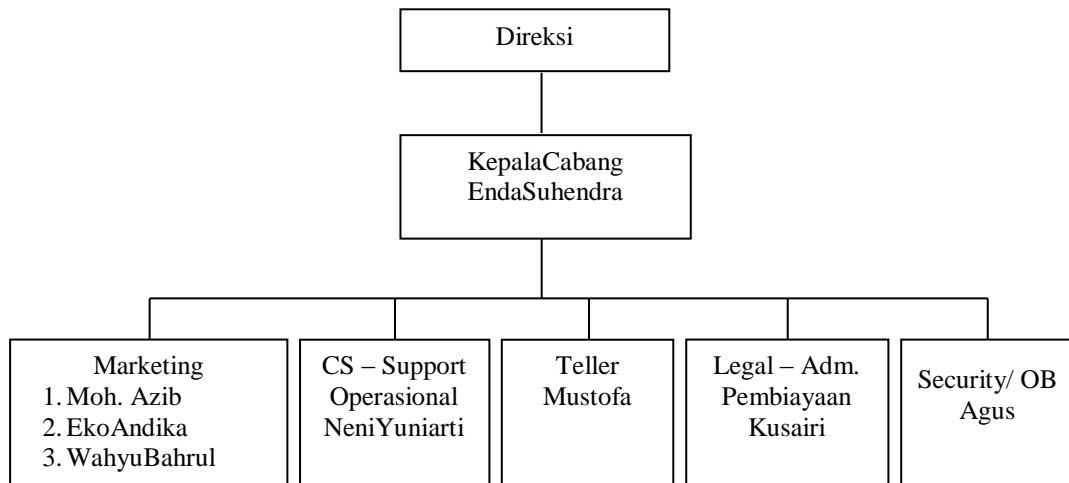 Direksi
KepalaCabang
EndaSuhendra
Marketing
1. Moh. Azib
2. EkoAndika
3. WahyuBahrul
CS – Support
Operasional
NeniYuniarti
Teller
Mustofa
Legal – Adm.
Pembiayaan
Kusairi
Security/ OB
Agus